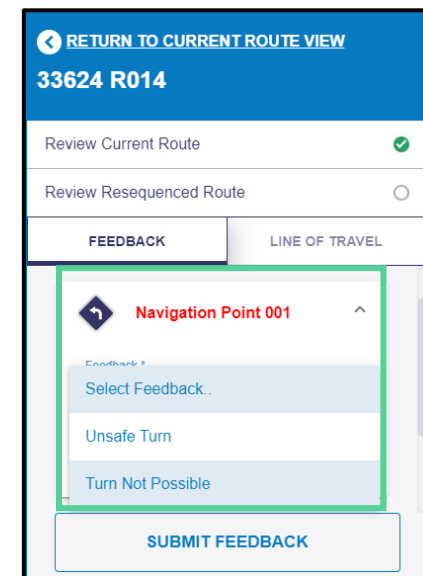 RETURN TO CURRENT ROUTE VIEW
33624 R014
Review Current Route
Review Resequenced Route
FEEDBACK LINE OF TRAVEL
Navigation Point 001
Feedback *
Select Feedback..
Unsafe Turn
Turn Not Possible
SUBMIT FEEDBACK